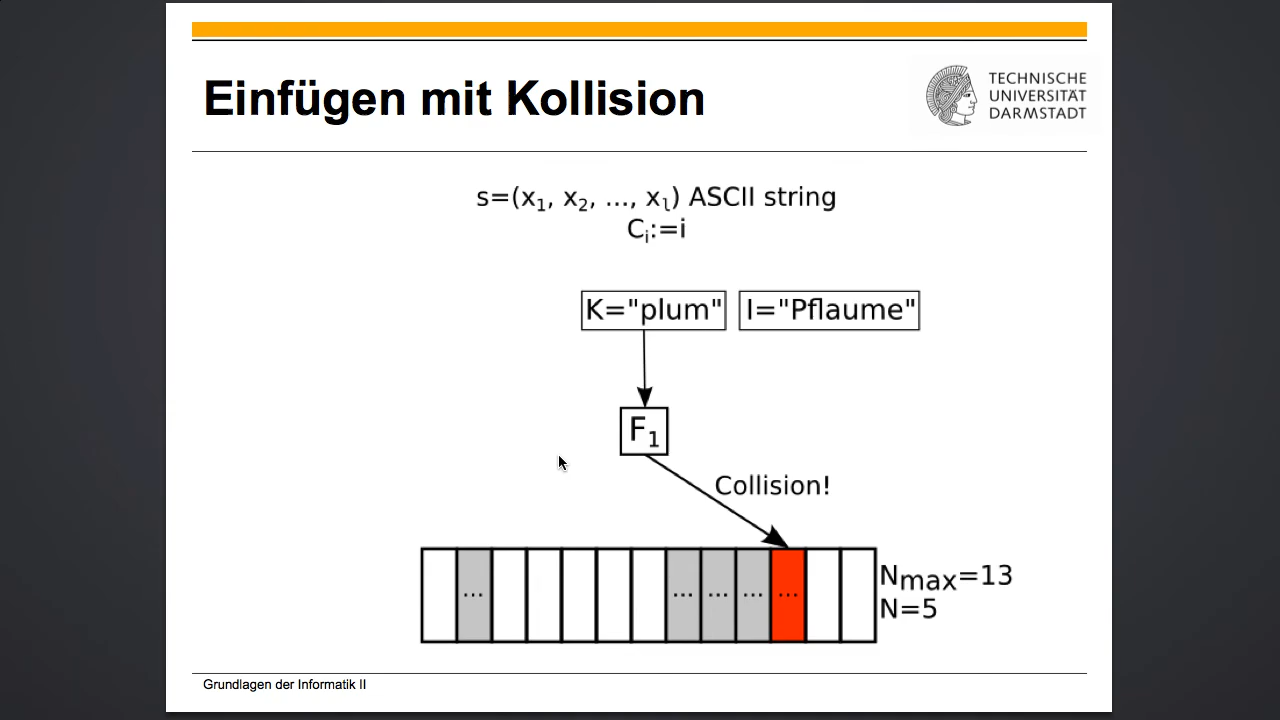 Einfügen mit Kollision
TECHNISCHE
UNIVERSITÄT
DARMSTADT
s=(x₁, x₂, ..., xₗ) ASCII string
Cᵢ:=i
K="plum" I="Pflaume"
F₁
Collision!
... ... ... ... ...
Nmax=13
N=5
Grundlagen der Informatik II